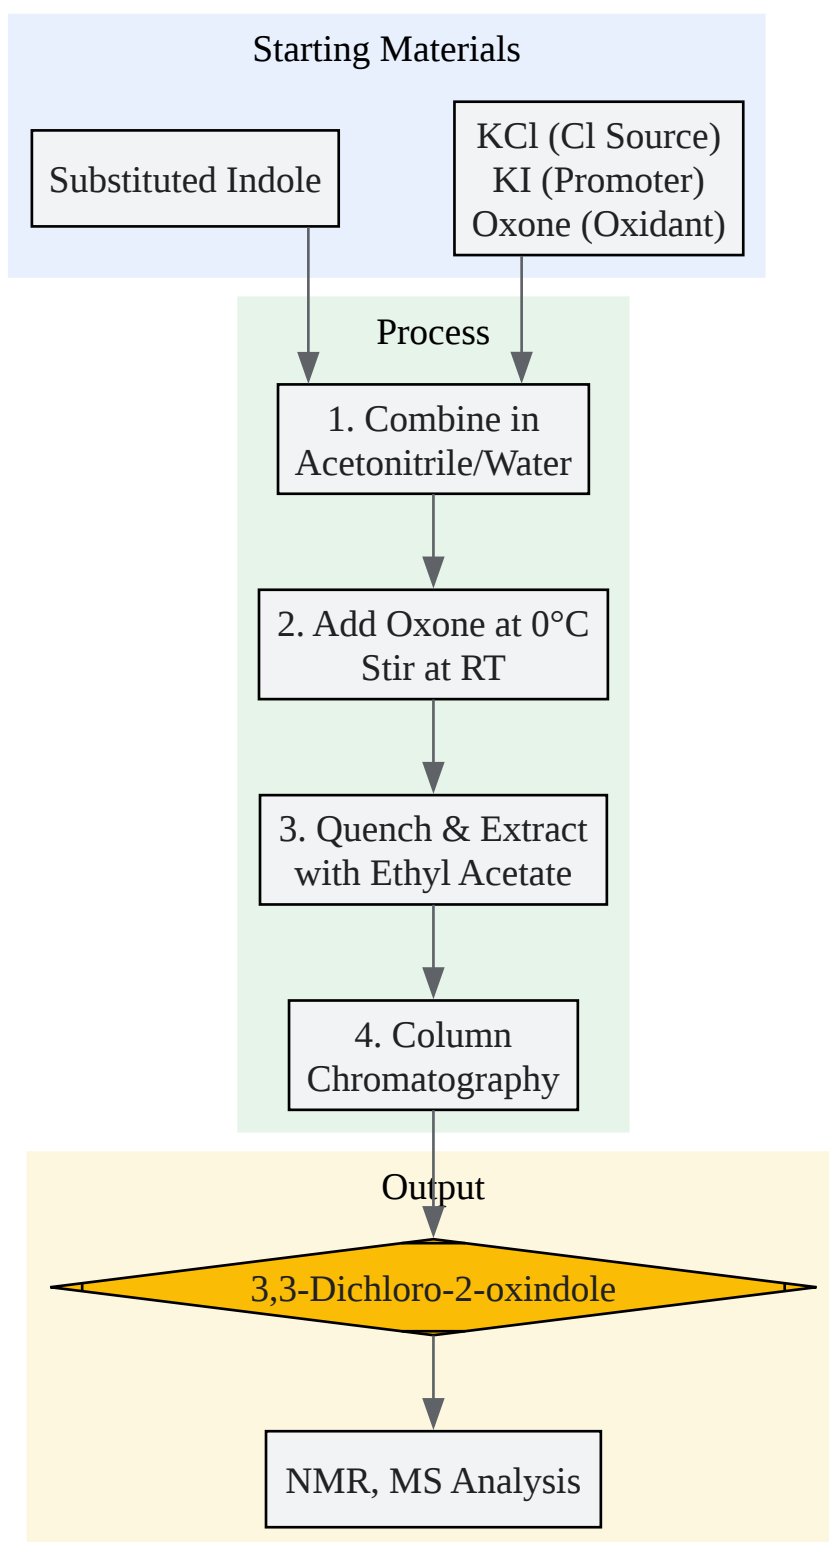 Starting Materials
Substituted Indole
KCl (Cl Source)
KI (Promoter)
Oxone (Oxidant)
Process
1. Combine in
Acetonitrile/Water
2. Add Oxone at 0°C
Stir at RT
3. Quench & Extract
with Ethyl Acetate
4. Column
Chromatography
Output
3,3-Dichloro-2-oxindole
NMR, MS Analysis